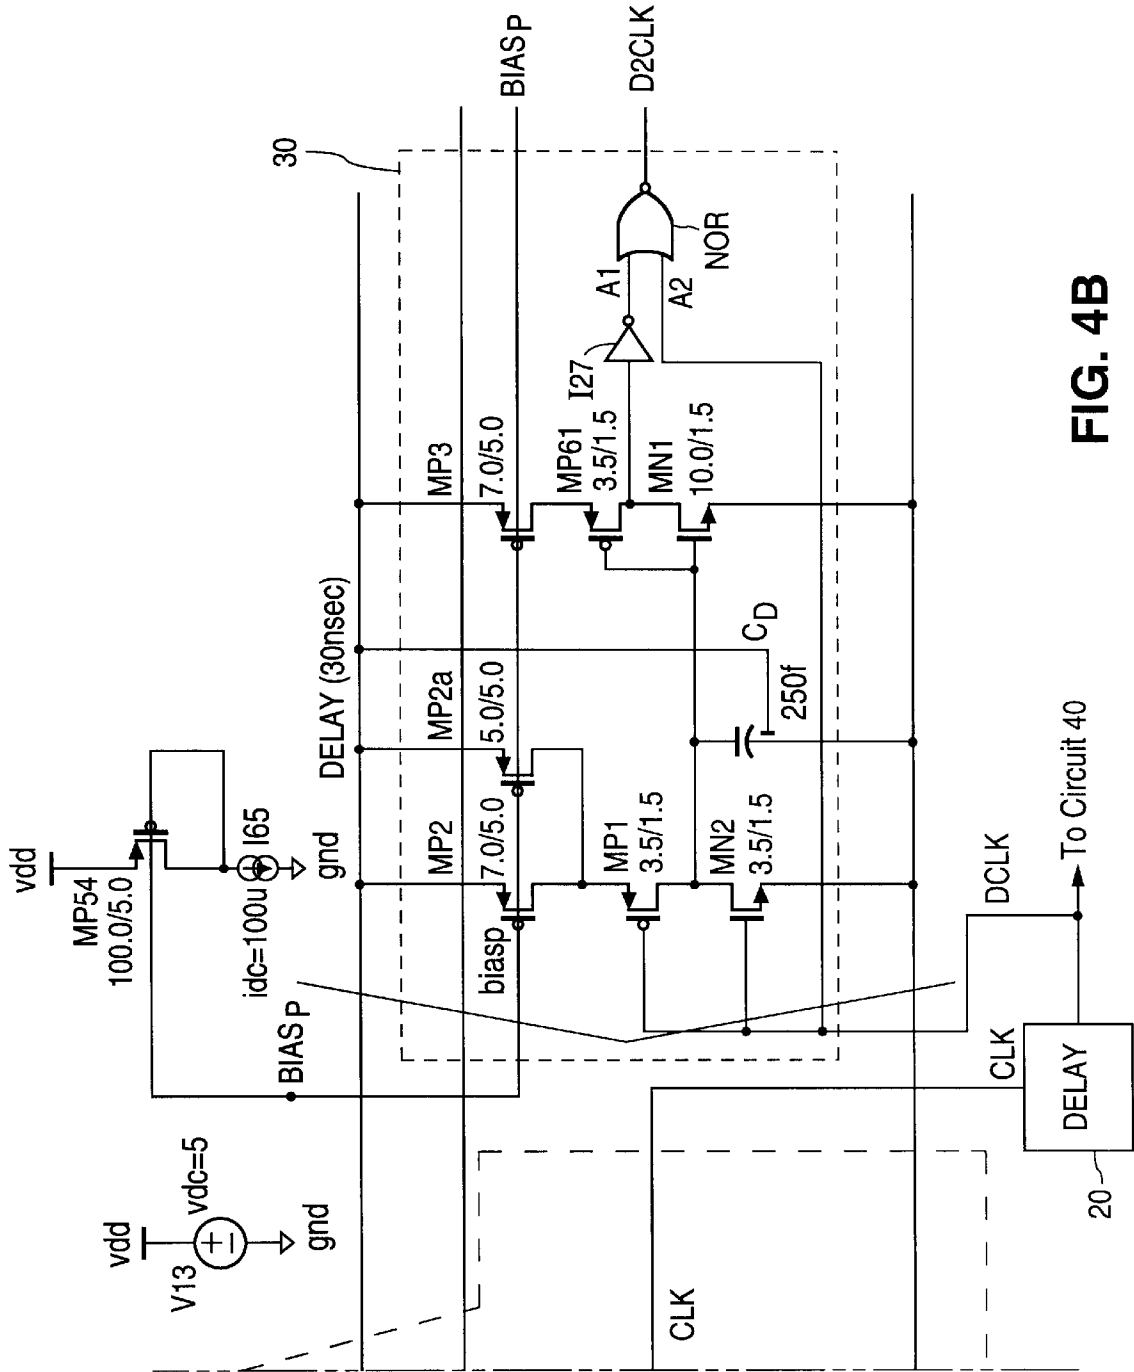 vdd
V13
vdc=5
gnd
vdd
MP54
100.0/5.0
I65
idc=100u
gnd
BIASP
DELAY (30nsec)
30
MP2
7.0/5.0
biasp
MP2a
5.0/5.0
MP3
7.0/5.0
BIASP
MP1
3.5/1.5
MP61
3.5/1.5
I27
A1
A2
NOR
D2CLK
MN2
3.5/1.5
CD
250f
MN1
10.0/1.5
CLK
CLK
DCLK
DELAY
20
To Circuit 40
FIG. 4B